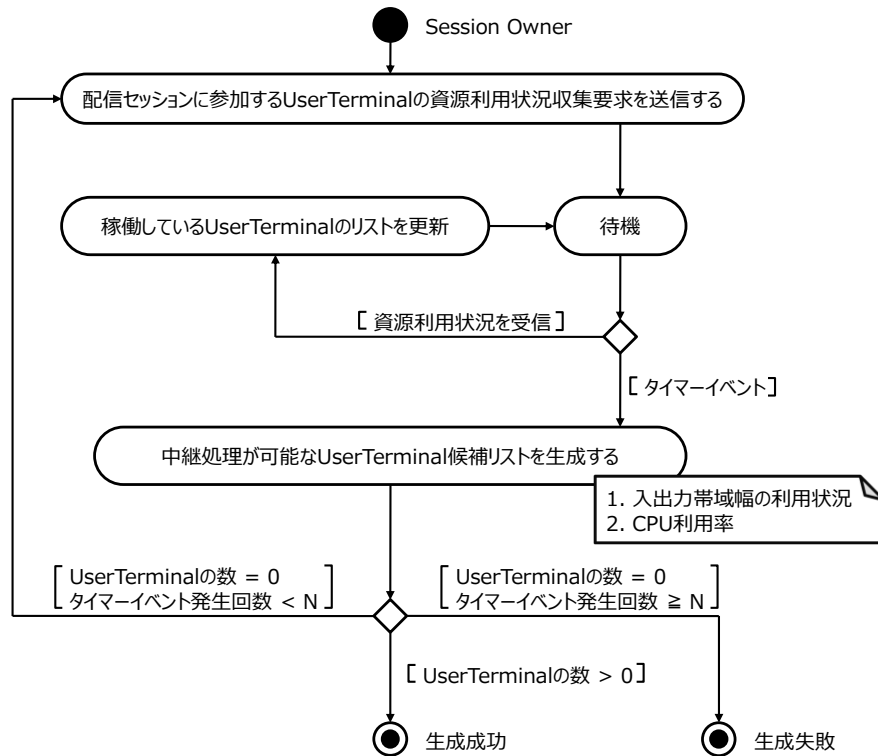 Session Owner
配信セッションに参加するUserTerminalの資源利用状況収集要求を送信する
稼働しているUserTerminalのリストを更新
待機
[ 資源利用状況を受信 ]
[ タイマーイベント ]
中継処理が可能なUserTerminal候補リストを生成する
1. 入出力帯域幅の利用状況
2. CPU利用率
[ UserTerminalの数 = 0
タイマーイベント発生回数 < N ]
[ UserTerminalの数 = 0
タイマーイベント発生回数 ≧ N ]
[ UserTerminalの数 > 0 ]
生成成功
生成失敗